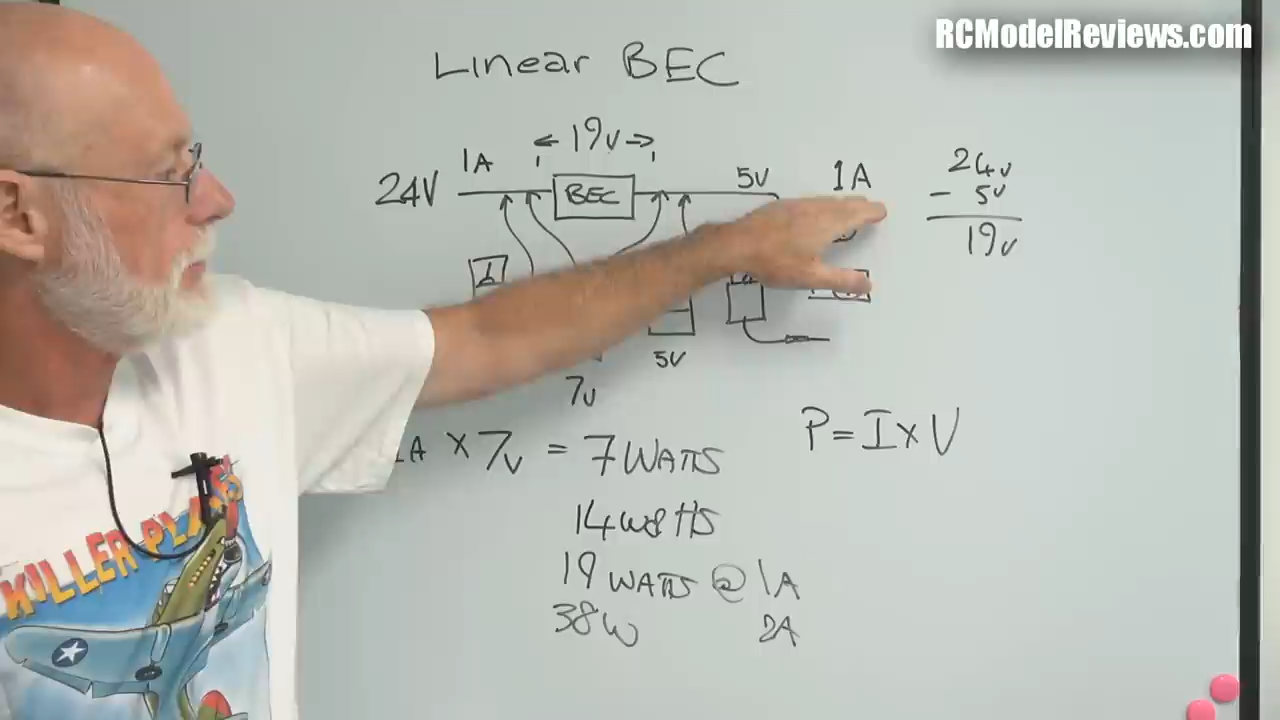 RCModelReviews.com
Linear BEC
← 19v →
24V 1A BEC 5V 1A
24v
- 5v
19v
5V
7v
1A × 7v = 7 WATTS
P = I × V
14 WATTS
19 WATTS @ 1A
38W 2A
KILLER